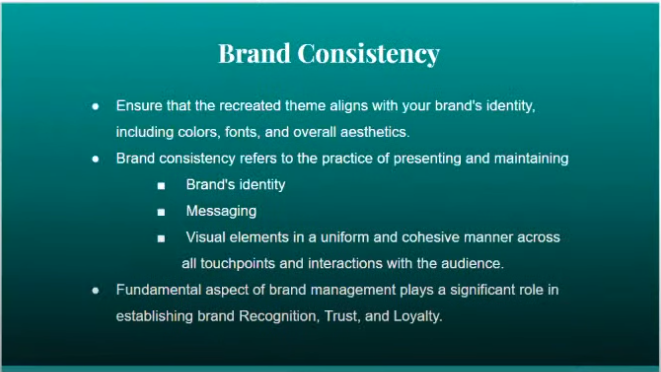 Brand Consistency
● Ensure that the recreated theme aligns with your brand's identity,
including colors, fonts, and overall aesthetics.
● Brand consistency refers to the practice of presenting and maintaining
■ Brand's identity
■ Messaging
■ Visual elements in a uniform and cohesive manner across
all touchpoints and interactions with the audience.
● Fundamental aspect of brand management plays a significant role in
establishing brand Recognition, Trust, and Loyalty.